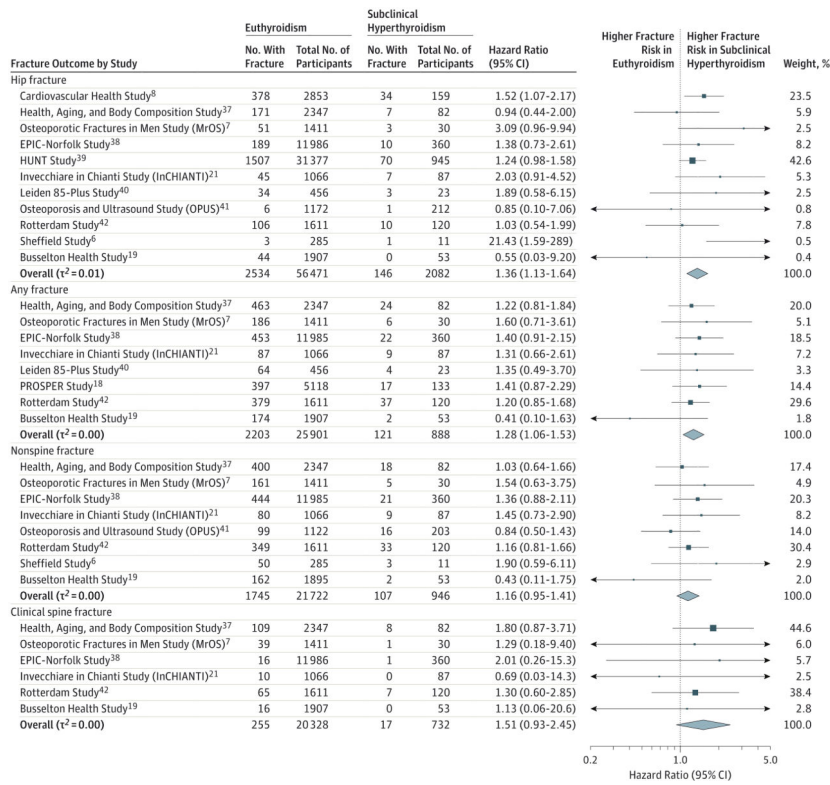 Euthyroidism Subclinical Hyperthyroidism Higher Fracture Risk in Euthyroidism Higher Fracture Risk in Subclinical Hyperthyroidism
Fracture Outcome by Study No. With Fracture Total No. of Participants No. With Fracture Total No. of Participants Hazard Ratio (95% CI) Weight, %
Hip fracture
Cardiovascular Health Study8 378 2853 34 159 1.52 (1.07-2.17) 23.5
Health, Aging, and Body Composition Study37 171 2347 7 82 0.94 (0.44-2.00) 5.9
Osteoporotic Fractures in Men Study (MrOS)7 51 1411 3 30 3.09 (0.96-9.94) 2.5
EPIC-Norfolk Study38 189 11986 10 360 1.38 (0.73-2.61) 8.2
HUNT Study39 1507 31377 70 945 1.24 (0.98-1.58) 42.6
Invecchiare in Chianti Study (InCHIANTI)21 45 1066 7 87 2.03 (0.91-4.52) 5.3
Leiden 85-Plus Study40 34 456 3 23 1.89 (0.58-6.15) 2.5
Osteoporosis and Ultrasound Study (OPUS)41 6 1172 1 212 0.85 (0.10-7.06) 0.8
Rotterdam Study42 106 1611 10 120 1.03 (0.54-1.99) 7.8
Sheffield Study6 3 285 1 11 21.43 (1.59-289) 0.5
Busselton Health Study19 44 1907 0 53 0.55 (0.03-9.20) 0.4
Overall (τ2 = 0.01) 2534 56471 146 2082 1.36 (1.13-1.64) 100.0
Any fracture
Health, Aging, and Body Composition Study37 463 2347 24 82 1.22 (0.81-1.84) 20.0
Osteoporotic Fractures in Men Study (MrOS)7 186 1411 6 30 1.60 (0.71-3.61) 5.1
EPIC-Norfolk Study38 453 11985 22 360 1.40 (0.91-2.15) 18.5
Invecchiare in Chianti Study (InCHIANTI)21 87 1066 9 87 1.31 (0.66-2.61) 7.2
Leiden 85-Plus Study40 64 456 4 23 1.35 (0.49-3.70) 3.3
PROSPER Study18 397 5118 17 133 1.41 (0.87-2.29) 14.4
Rotterdam Study42 379 1611 37 120 1.20 (0.85-1.68) 29.6
Busselton Health Study19 174 1907 2 53 0.41 (0.10-1.63) 1.8
Overall (τ2 = 0.00) 2203 25901 121 888 1.28 (1.06-1.53) 100.0
Nonspine fracture
Health, Aging, and Body Composition Study37 400 2347 18 82 1.03 (0.64-1.66) 17.4
Osteoporotic Fractures in Men Study (MrOS)7 161 1411 5 30 1.54 (0.63-3.75) 4.9
EPIC-Norfolk Study38 444 11985 21 360 1.36 (0.88-2.11) 20.3
Invecchiare in Chianti Study (InCHIANTI)21 80 1066 9 87 1.45 (0.73-2.90) 8.2
Osteoporosis and Ultrasound Study (OPUS)41 99 1122 16 203 0.84 (0.50-1.43) 14.0
Rotterdam Study42 349 1611 33 120 1.16 (0.81-1.66) 30.4
Sheffield Study6 50 285 3 11 1.90 (0.59-6.11) 2.9
Busselton Health Study19 162 1895 2 53 0.43 (0.11-1.75) 2.0
Overall (τ2 = 0.00) 1745 21722 107 946 1.16 (0.95-1.41) 100.0
Clinical spine fracture
Health, Aging, and Body Composition Study37 109 2347 8 82 1.80 (0.87-3.71) 44.6
Osteoporotic Fractures in Men Study (MrOS)7 39 1411 1 30 1.29 (0.18-9.40) 6.0
EPIC-Norfolk Study38 16 11986 1 360 2.01 (0.26-15.3) 5.7
Invecchiare in Chianti Study (InCHIANTI)21 10 1066 0 87 0.69 (0.03-14.3) 2.5
Rotterdam Study42 65 1611 7 120 1.30 (0.60-2.85) 38.4
Busselton Health Study19 16 1907 0 53 1.13 (0.06-20.6) 2.8
Overall (τ2 = 0.00) 255 20328 17 732 1.51 (0.93-2.45) 100.0
0.2 1.0 5.0
Hazard Ratio (95% CI)